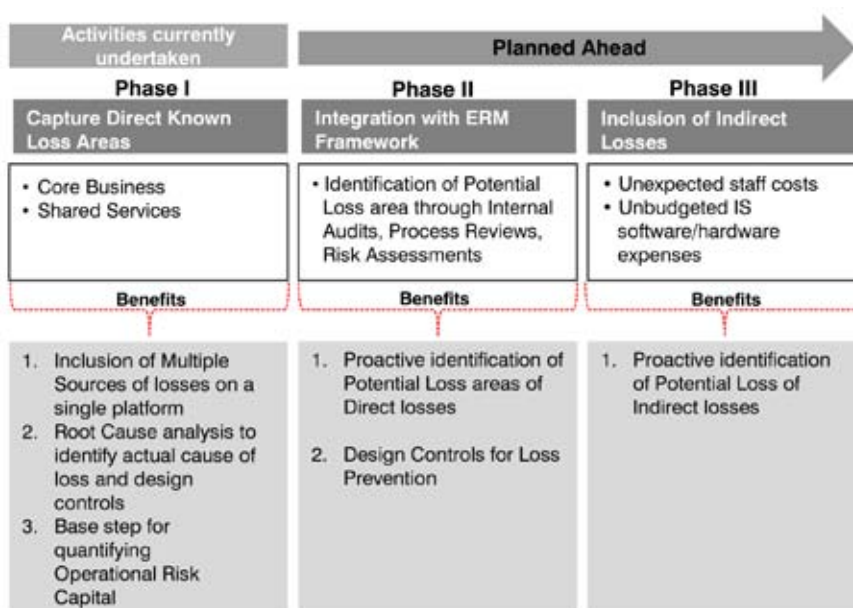 Activities currently
undertaken
Planned Ahead
Phase I
Capture Direct Known
Loss Areas
• Core Business
• Shared Services
Benefits
1. Inclusion of Multiple
Sources of losses on a
single platform
2. Root Cause analysis to
identify actual cause of
loss and design
controls
3. Base step for
quantifying
Operational Risk
Capital
Phase II
Integration with ERM
Framework
• Identification of Potential
Loss area through Internal
Audits, Process Reviews,
Risk Assessments
Benefits
1. Proactive identification of
Potential Loss areas of
Direct losses
2. Design Controls for Loss
Prevention
Phase III
Inclusion of Indirect
Losses
• Unexpected staff costs
• Unbudgeted IS
software/hardware
expenses
Benefits
1. Proactive identification
of Potential Loss of
Indirect losses